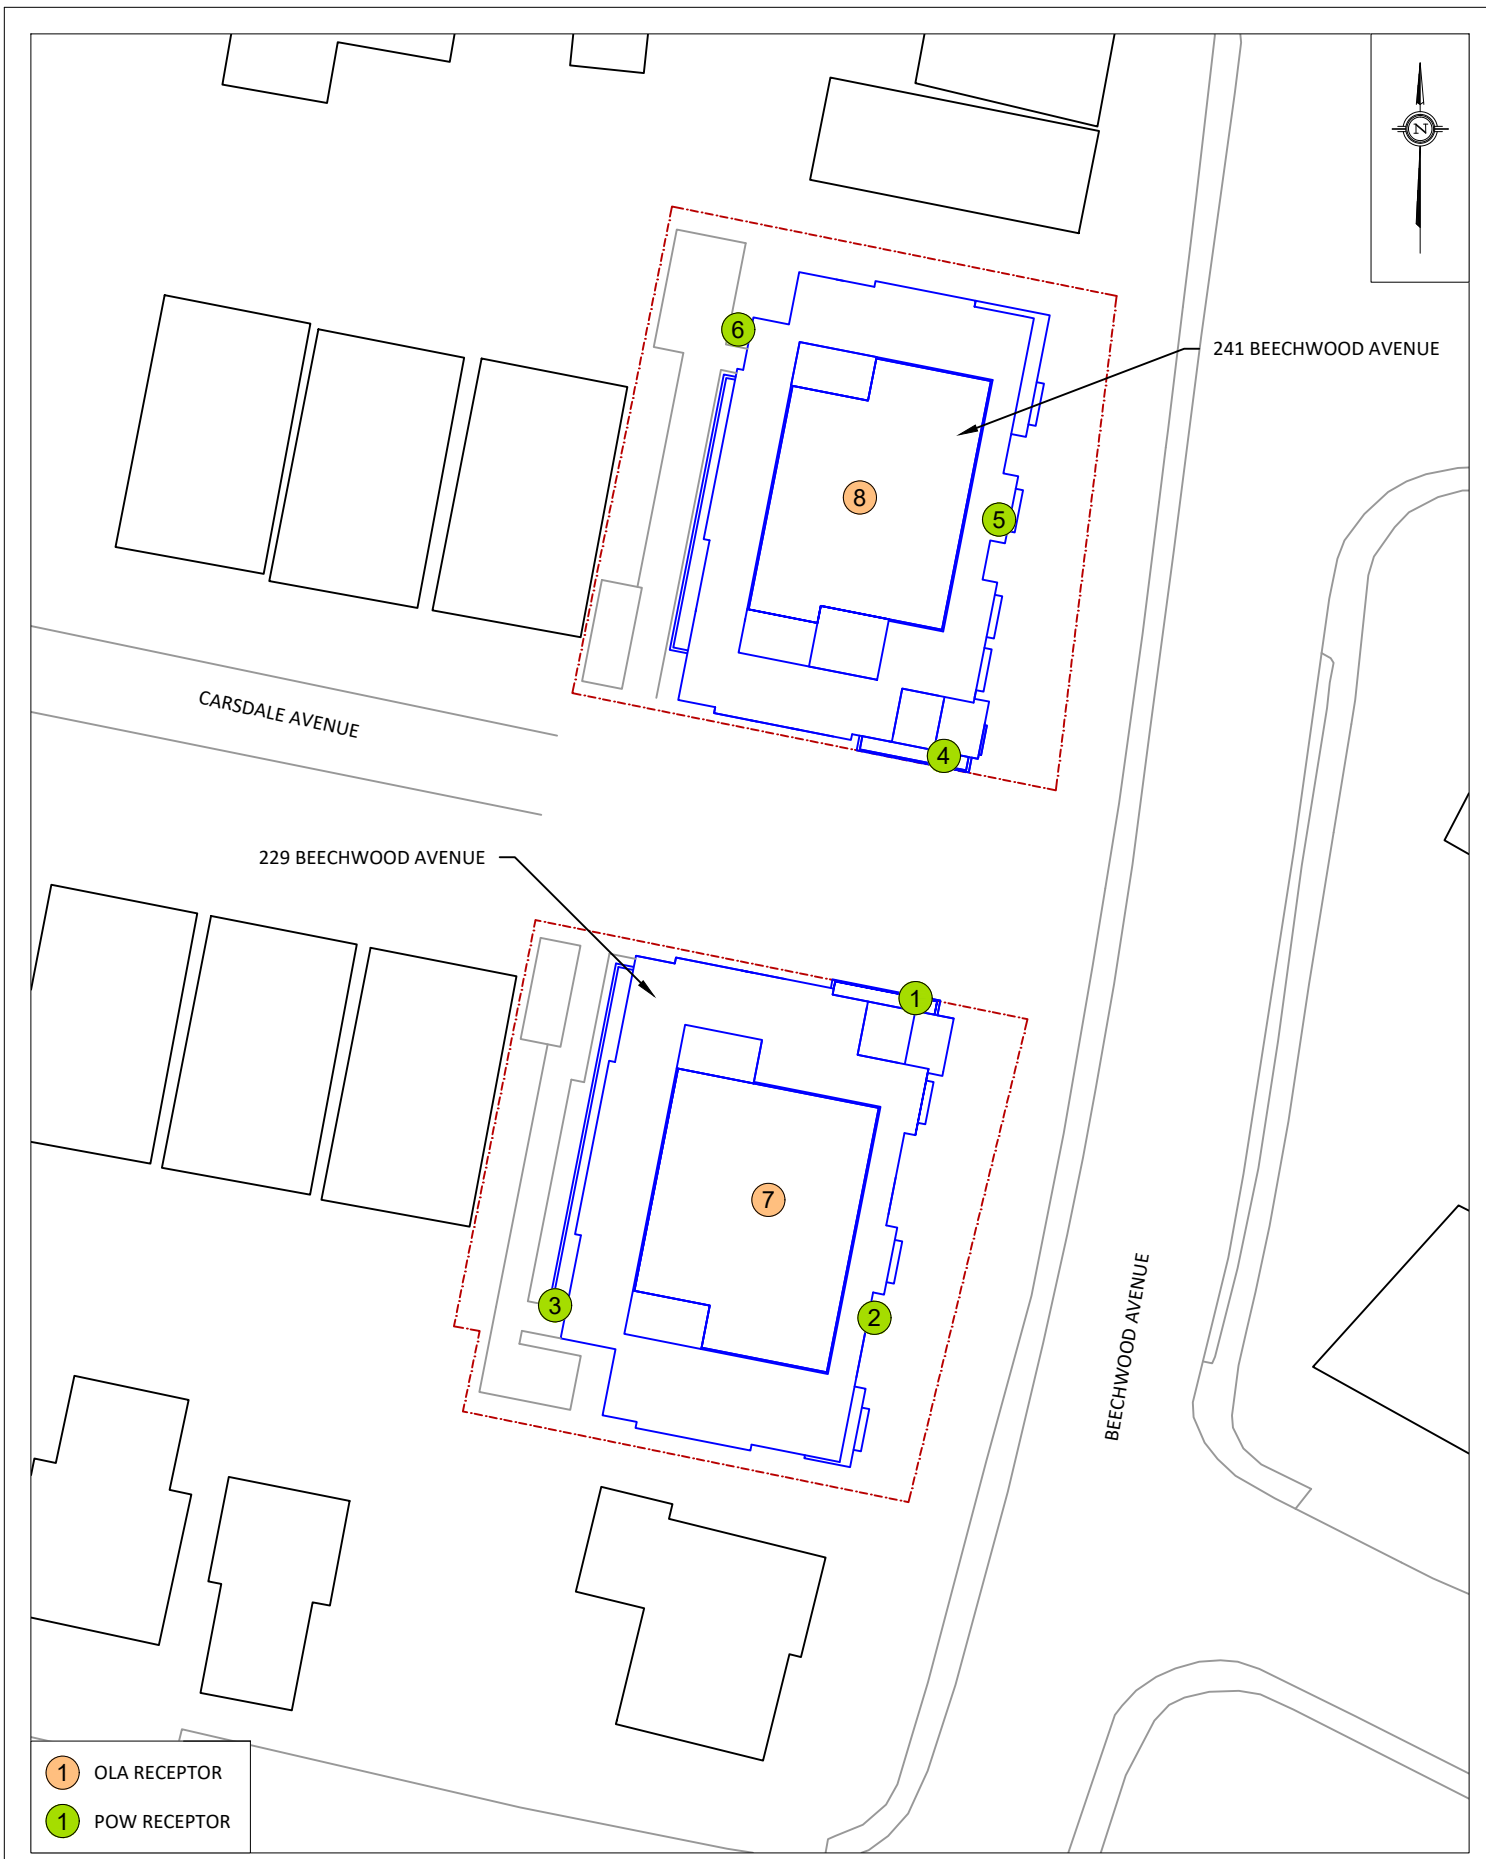 N
6
241 BEECHWOOD AVENUE
8
5
CARSDALE AVENUE
4
229 BEECHWOOD AVENUE
1
7
3
2
BEECHWOOD AVENUE
1 OLA RECEPTOR
1 POW RECEPTOR